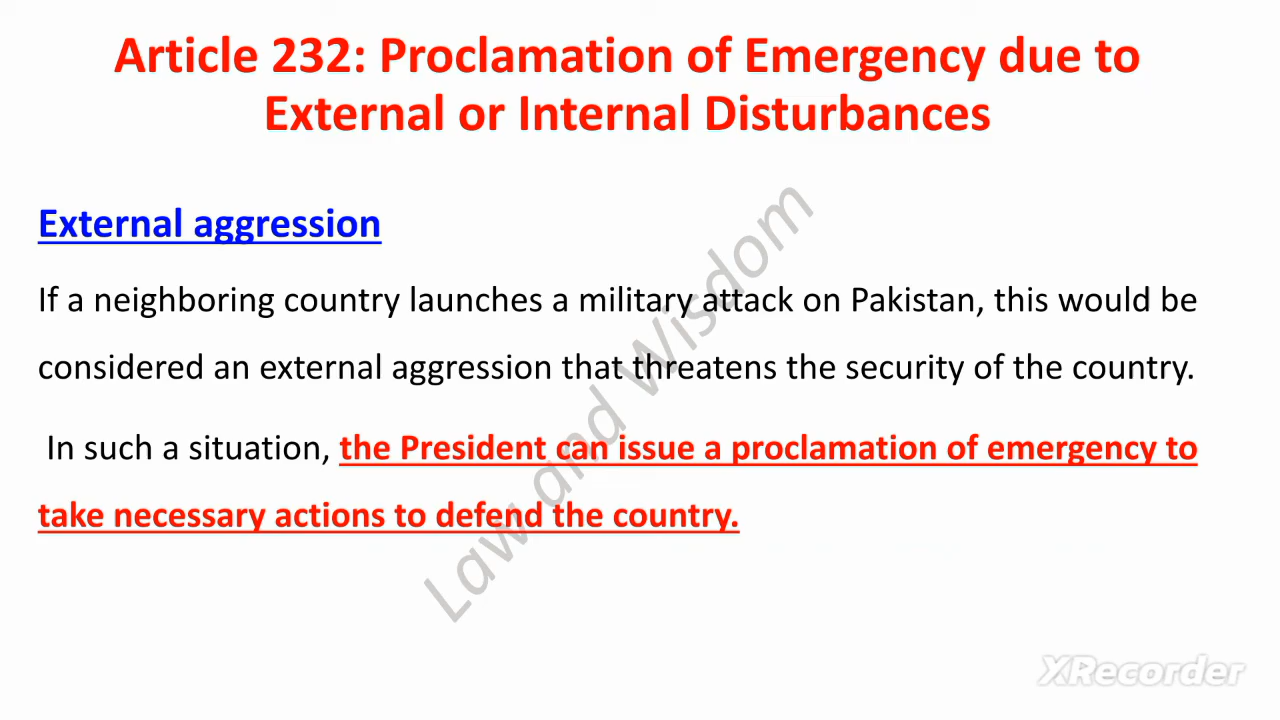 Article 232: Proclamation of Emergency due to
External or Internal Disturbances
External aggression
If a neighboring country launches a military attack on Pakistan, this would be
considered an external aggression that threatens the security of the country.
In such a situation, the President can issue a proclamation of emergency to
take necessary actions to defend the country.
Law and Wisdom
XRecorder